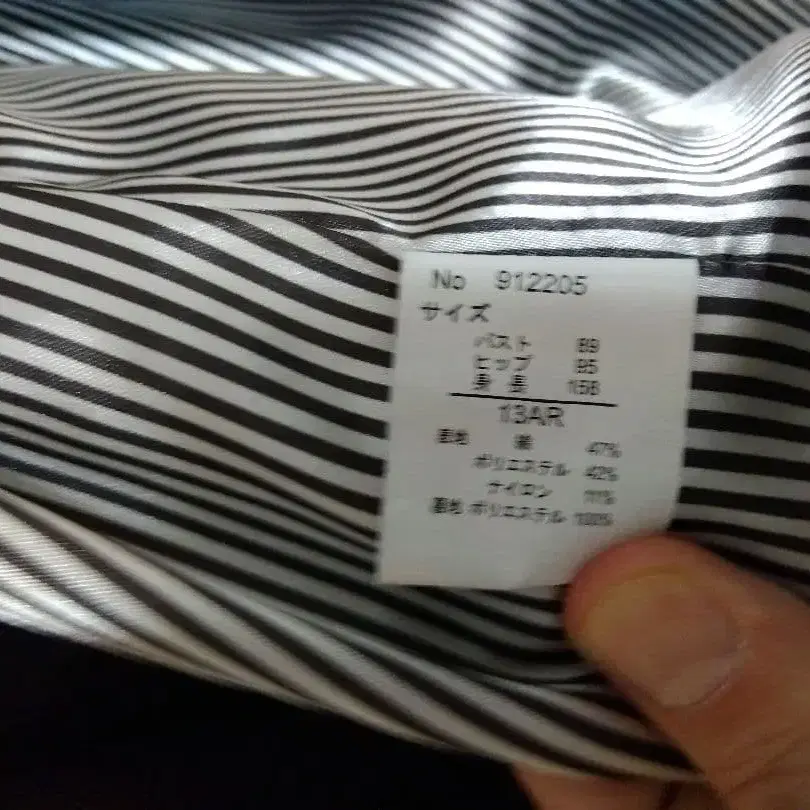 No 912205
サイズ
バスト 89
ヒップ 95
身長 158
13AR
表地 綿 47%
ポリエステル 42%
ナイロン 11%
裏地 ポリエステル 100%